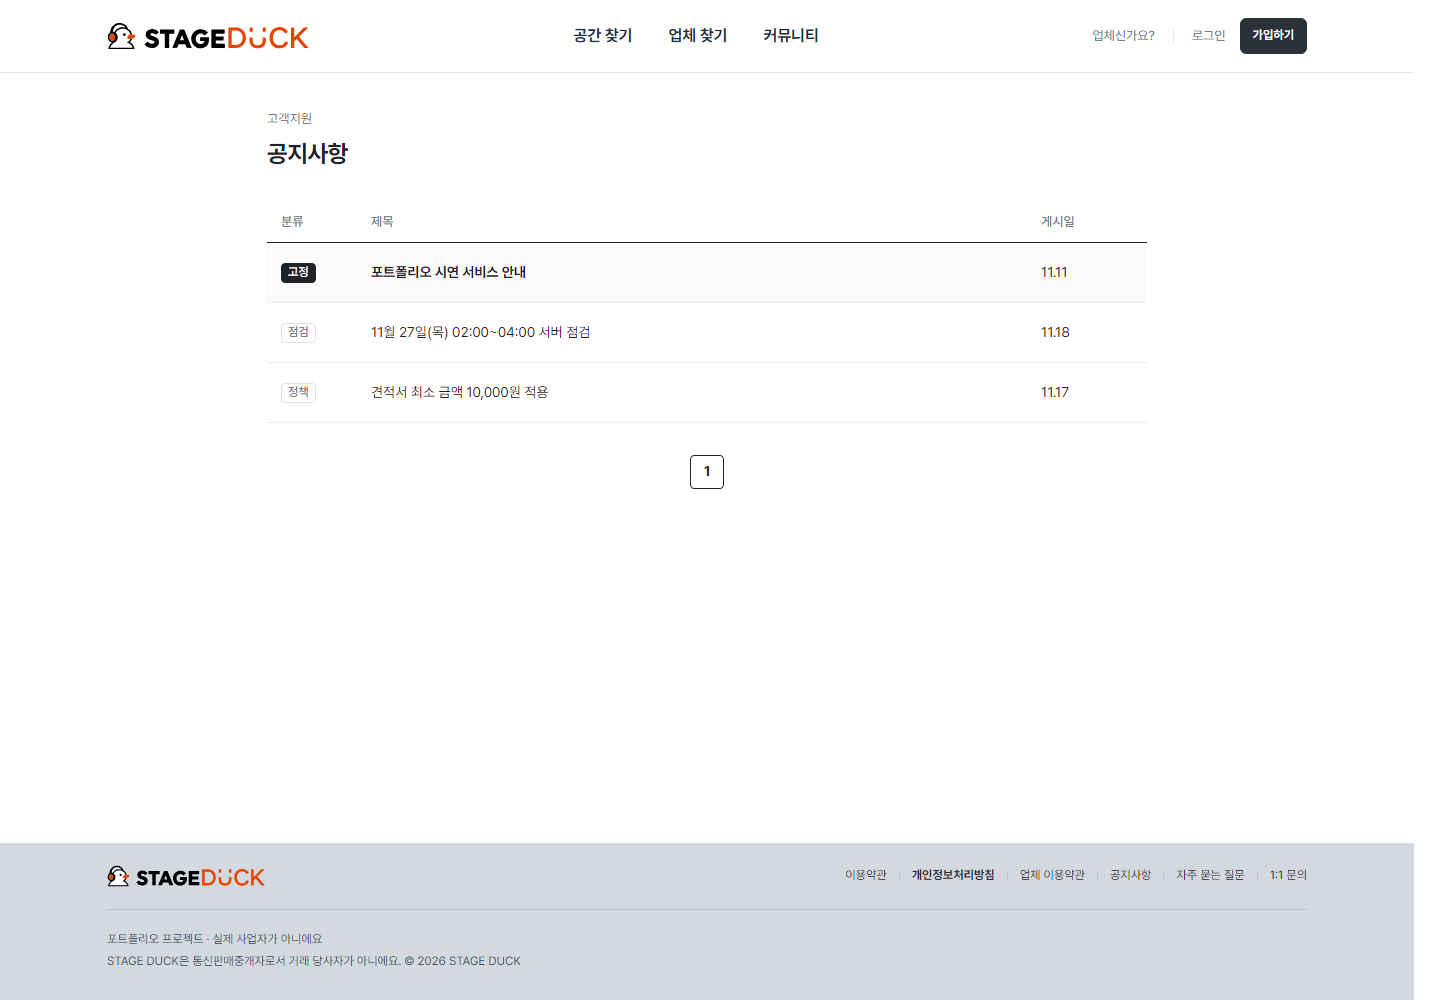 STAGEDUCK
공간 찾기 업체 찾기 커뮤니티
업체신가요? 로그인 가입하기
고객지원
공지사항
분류 제목 게시일
고정 포트폴리오 시연 서비스 안내 11.11
점검 11월 27일(목) 02:00~04:00 서버 점검 11.18
정책 견적서 최소 금액 10,000원 적용 11.17
1
STAGEDUCK
이용약관 개인정보처리방침 업체 이용약관 공지사항 자주 묻는 질문 1:1 문의
포트폴리오 프로젝트 · 실제 사업자가 아니에요
STAGE DUCK은 통신판매중개자로서 거래 당사자가 아니에요. © 2026 STAGE DUCK